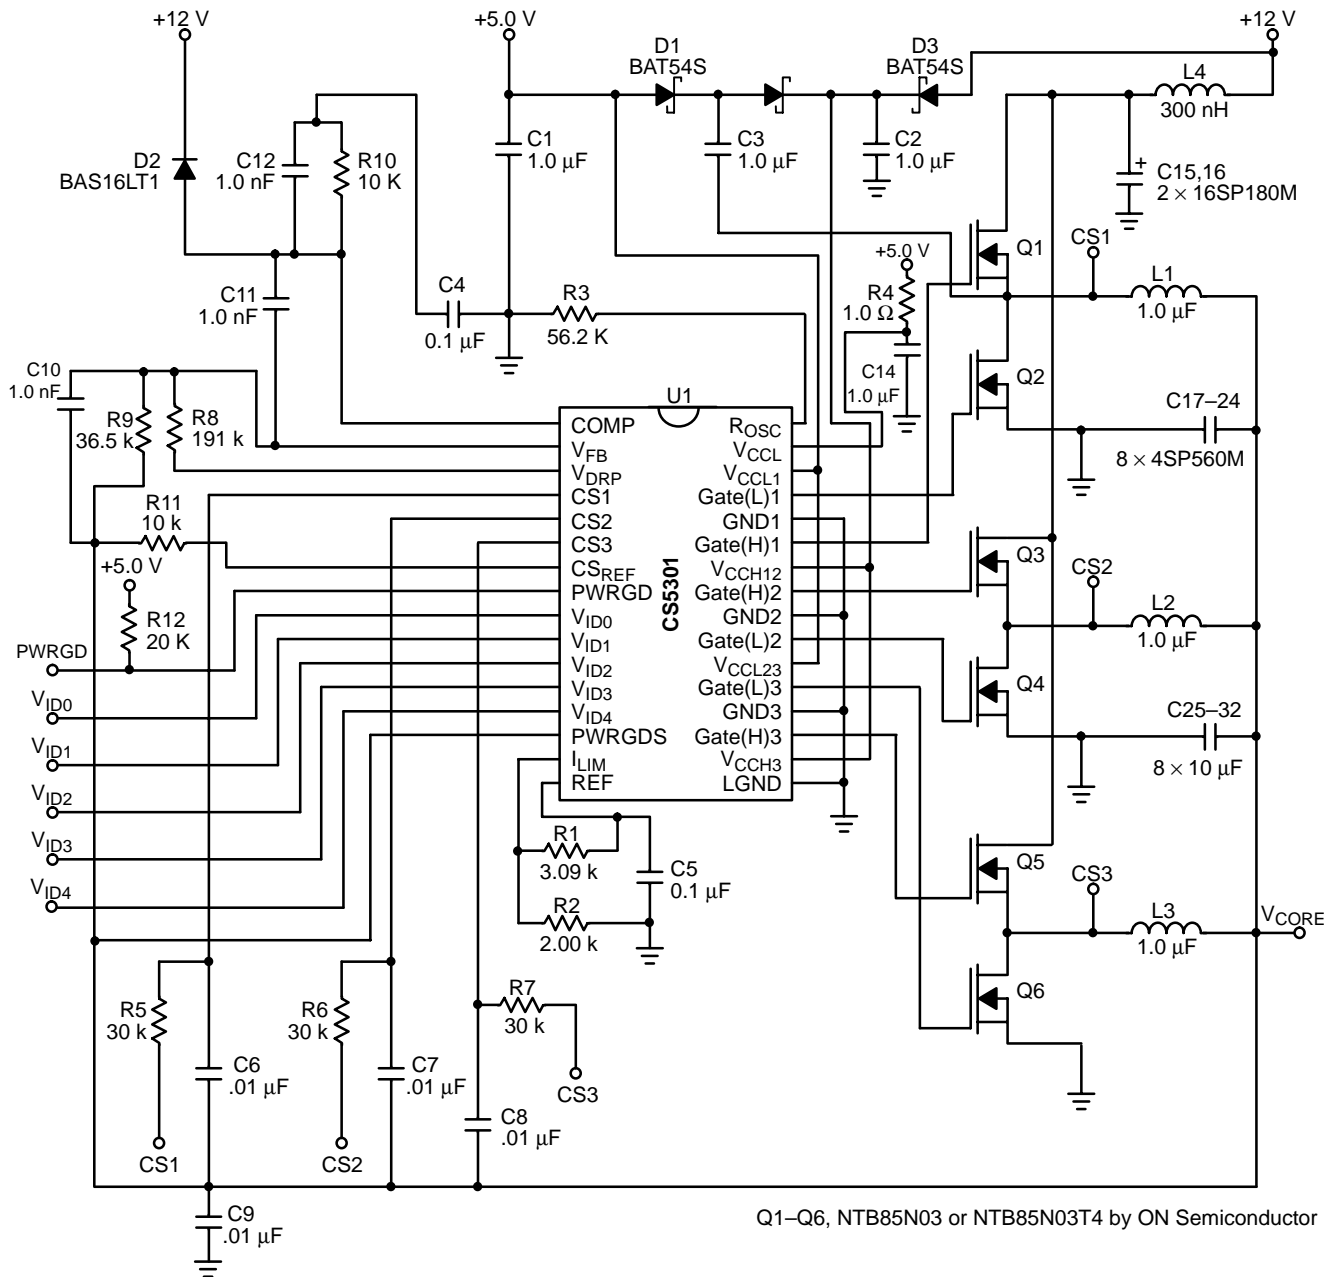 +12 V
+5.0 V
+12 V
D1
BAT54S
D3
BAT54S
L4
300 nH
D2
BAS16LT1
C12
1.0 nF
R10
10 K
C1
1.0 μF
C3
1.0 μF
C2
1.0 μF
C15,16
2 × 16SP180M
+
Q1
CS1
+5.0 V
R4
1.0 Ω
L1
1.0 μF
C11
1.0 nF
C4
0.1 μF
R3
56.2 K
C14
1.0 μF
Q2
C10
1.0 nF
R9
36.5 k
R8
191 k
C17–24
8 × 4SP560M
U1
CS5301
COMP
VFB
VDRP
CS1
CS2
CS3
CSREF
PWRGD
VID0
VID1
VID2
VID3
VID4
PWRGDS
ILIM
REF
ROSC
VCCL
VCCL1
Gate(L)1
GND1
Gate(H)1
VCCH12
Gate(H)2
GND2
Gate(L)2
VCCL23
Gate(L)3
GND3
Gate(H)3
VCCH3
LGND
R11
10 k
+5.0 V
R12
20 K
PWRGD
VID0
VID1
VID2
VID3
VID4
Q3
CS2
L2
1.0 μF
Q4
C25–32
8 × 10 μF
R1
3.09 k
C5
0.1 μF
R2
2.00 k
Q5
CS3
L3
1.0 μF
VCORE
Q6
R5
30 k
R6
30 k
R7
30 k
C6
.01 μF
C7
.01 μF
C8
.01 μF
CS3
CS1
CS2
C9
.01 μF
Q1–Q6, NTB85N03 or NTB85N03T4 by ON Semiconductor